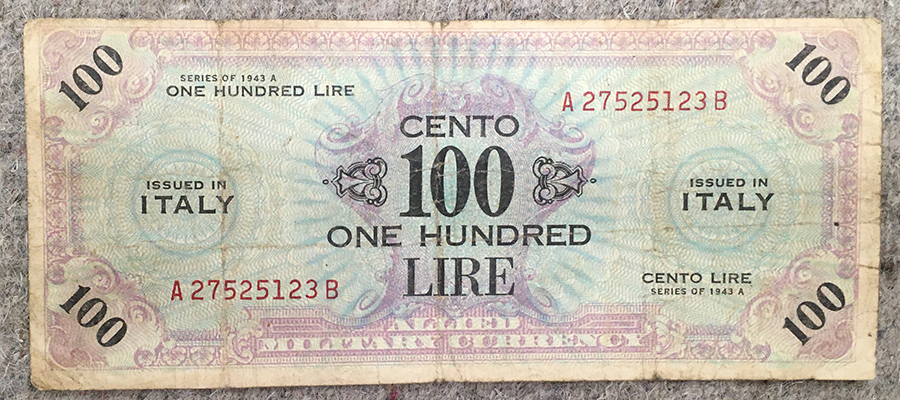 100
100
SERIES OF 1943 A
ONE HUNDRED LIRE
A 27525123 B
CENTO
100
ONE HUNDRED
LIRE
ISSUED IN
ITALY
ISSUED IN
ITALY
A 27525123 B
CENTO LIRE
SERIES OF 1943 A
100
100
ALLIED
MILITARY CURRENCY